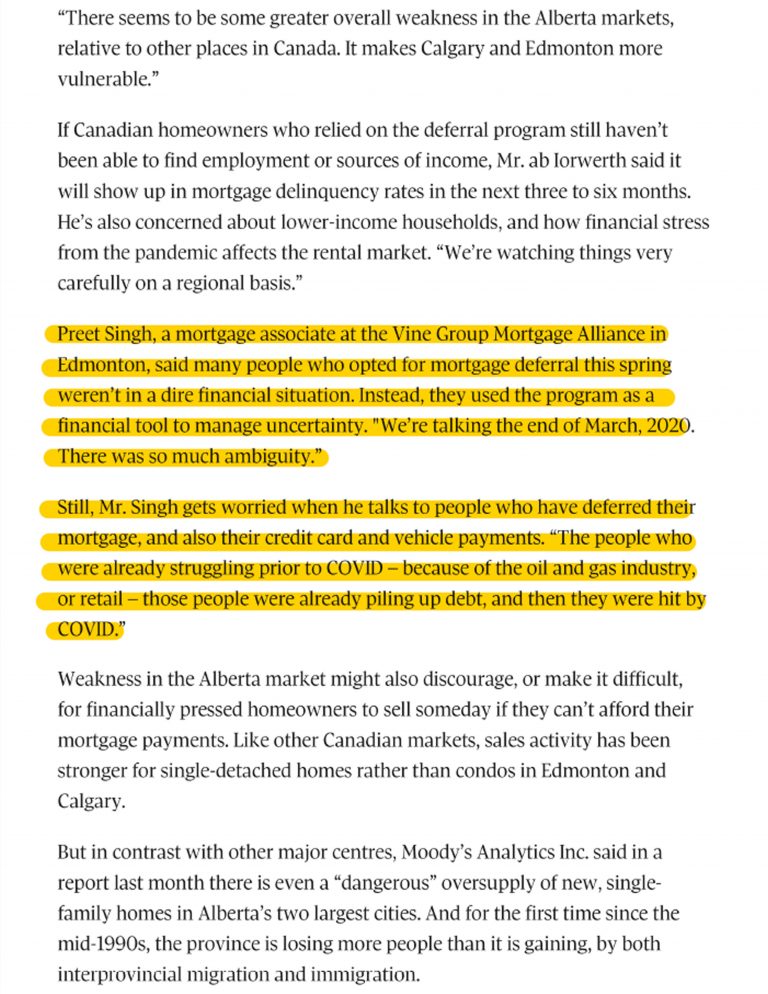 “There seems to be some greater overall weakness in the Alberta markets,
relative to other places in Canada. It makes Calgary and Edmonton more
vulnerable.”
If Canadian homeowners who relied on the deferral program still haven’t
been able to find employment or sources of income, Mr. ab Iorwerth said it
will show up in mortgage delinquency rates in the next three to six months.
He’s also concerned about lower-income households, and how financial stress
from the pandemic affects the rental market. “We’re watching things very
carefully on a regional basis.”
Preet Singh, a mortgage associate at the Vine Group Mortgage Alliance in
Edmonton, said many people who opted for mortgage deferral this spring
weren’t in a dire financial situation. Instead, they used the program as a
financial tool to manage uncertainty. "We’re talking the end of March, 2020.
There was so much ambiguity.”
Still, Mr. Singh gets worried when he talks to people who have deferred their
mortgage, and also their credit card and vehicle payments. “The people who
were already struggling prior to COVID – because of the oil and gas industry,
or retail – those people were already piling up debt, and then they were hit by
COVID.”
Weakness in the Alberta market might also discourage, or make it difficult,
for financially pressed homeowners to sell someday if they can’t afford their
mortgage payments. Like other Canadian markets, sales activity has been
stronger for single-detached homes rather than condos in Edmonton and
Calgary.
But in contrast with other major centres, Moody’s Analytics Inc. said in a
report last month there is even a “dangerous” oversupply of new, single-
family homes in Alberta’s two largest cities. And for the first time since the
mid-1990s, the province is losing more people than it is gaining, by both
interprovincial migration and immigration.